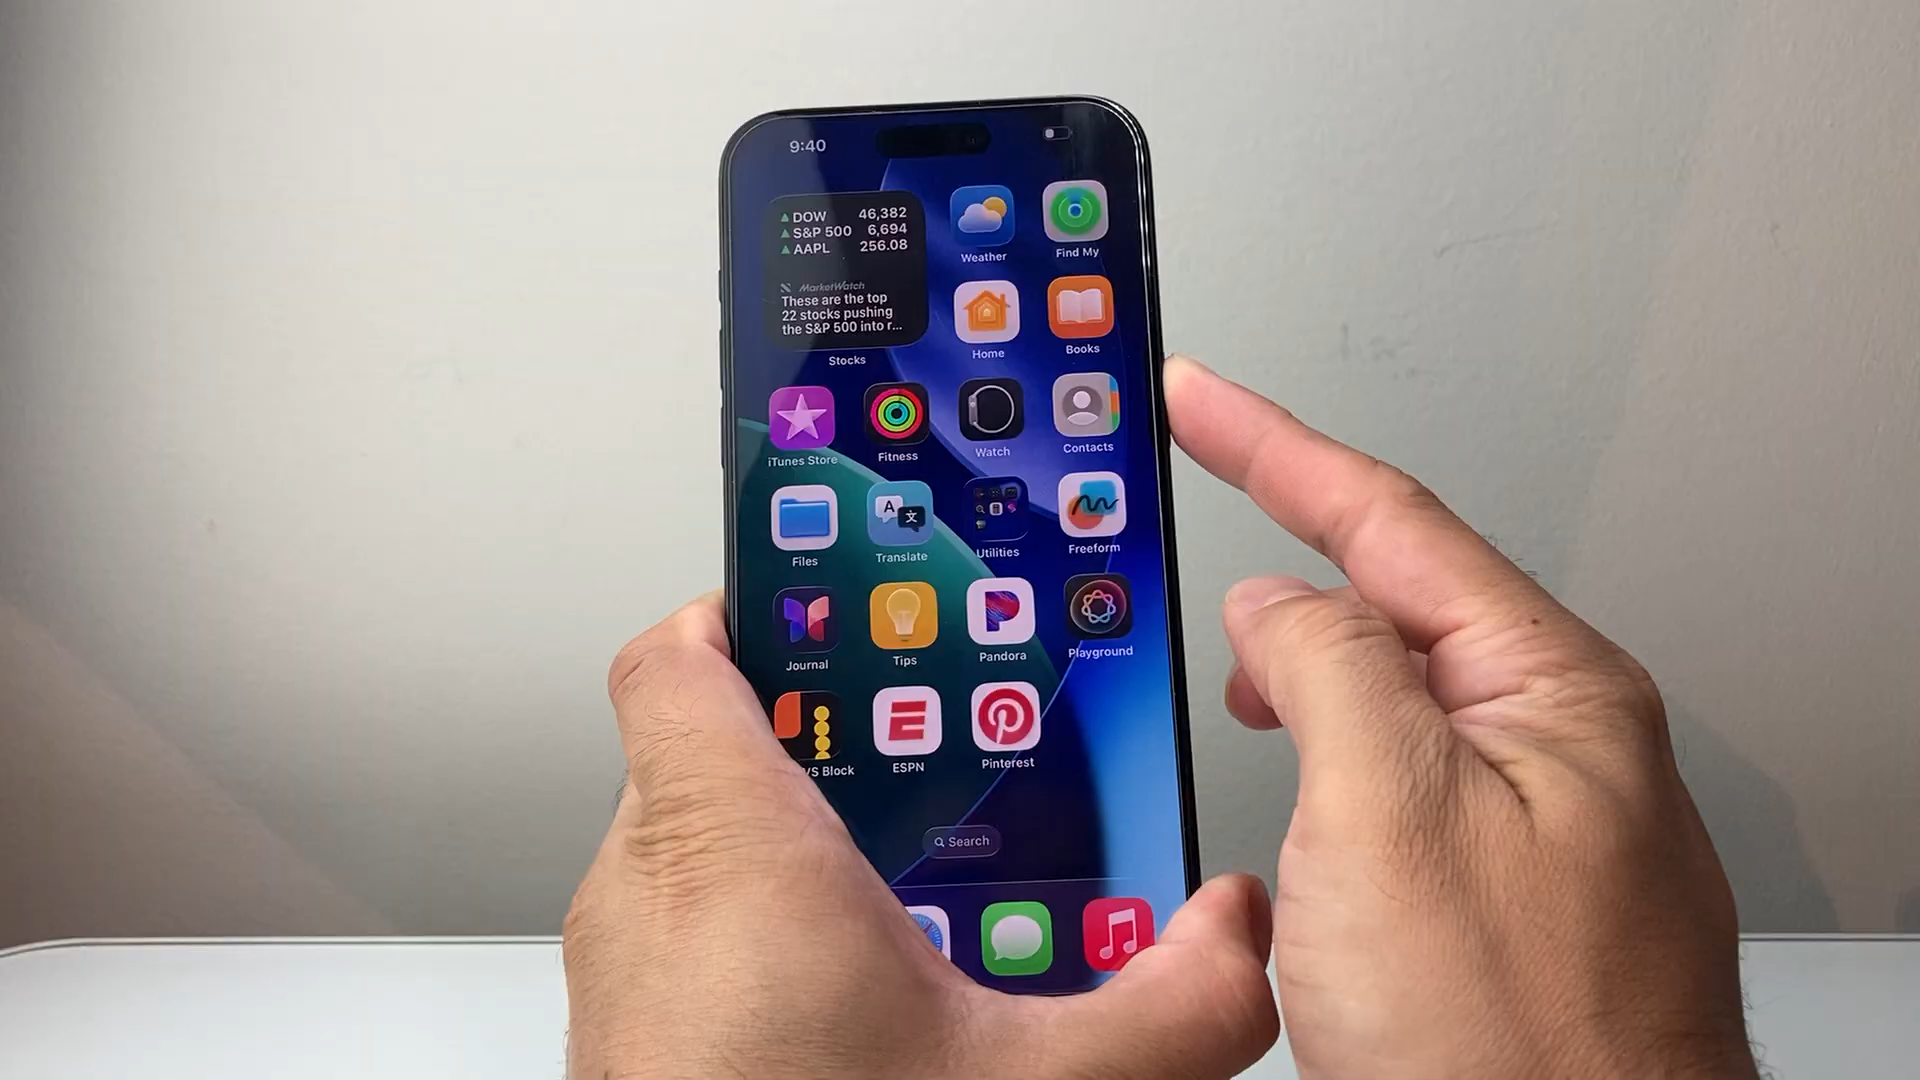 9:40
DOW 46,382
S&P 500 6,694
AAPL 256.08
MarketWatch
These are the top
22 stocks pushing
the S&P 500 into r...
Stocks
Weather
Find My
Home
Books
iTunes Store
Fitness
Watch
Contacts
Files
A 文
Translate
Utilities
Freeform
Journal
Tips
Pandora
Playground
VS Block
ESPN
Pinterest
Search